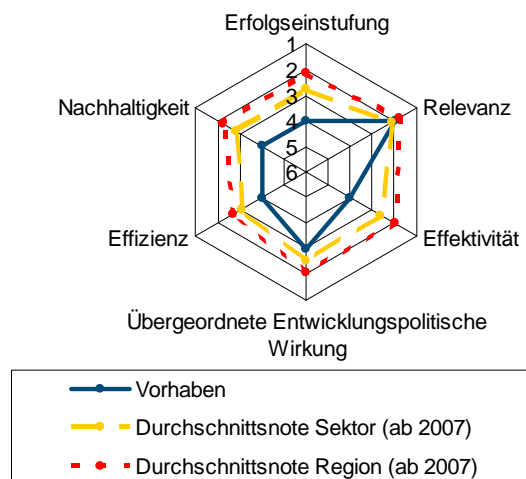 Erfolgseinstufung
1
2
3
4
5
6
Nachhaltigkeit
Relevanz
Effizienz
Effektivität
Übergeordnete Entwicklungspolitische
Wirkung
Vorhaben
Durchschnittsnote Sektor (ab 2007)
Durchschnittsnote Region (ab 2007)